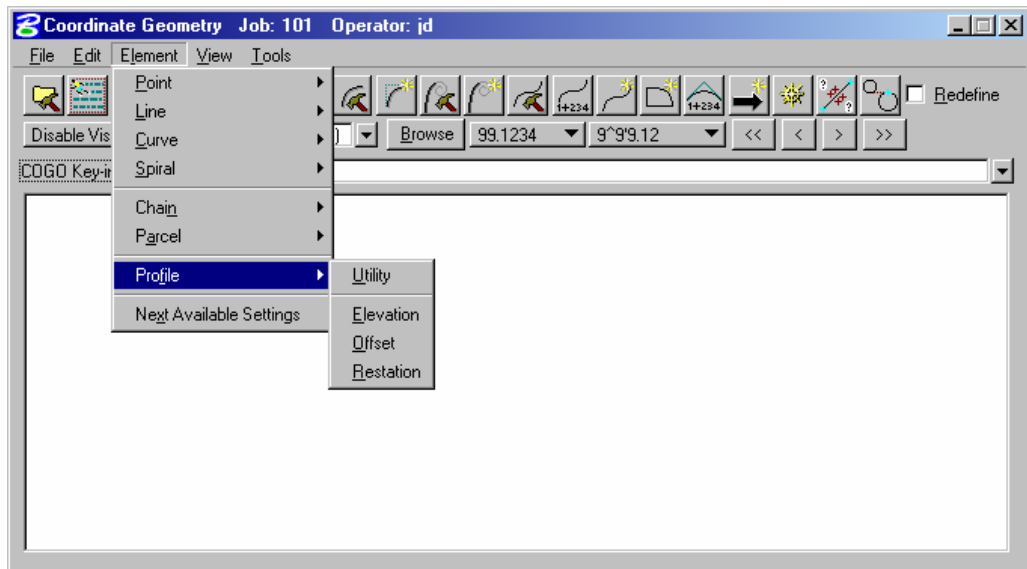 Coordinate Geometry Job: 101 Operator: jd
File Edit Element View Tools
Point
Line
Curve
Spiral
Chain
Parcel
Profile
Next Available Settings
Utility
Elevation
Offset
Restation
1+234
1+234
Redefine
Disable Vis
Browse
99.1234
9^9'9.12
<<
<
>
>>
COGO Key-in